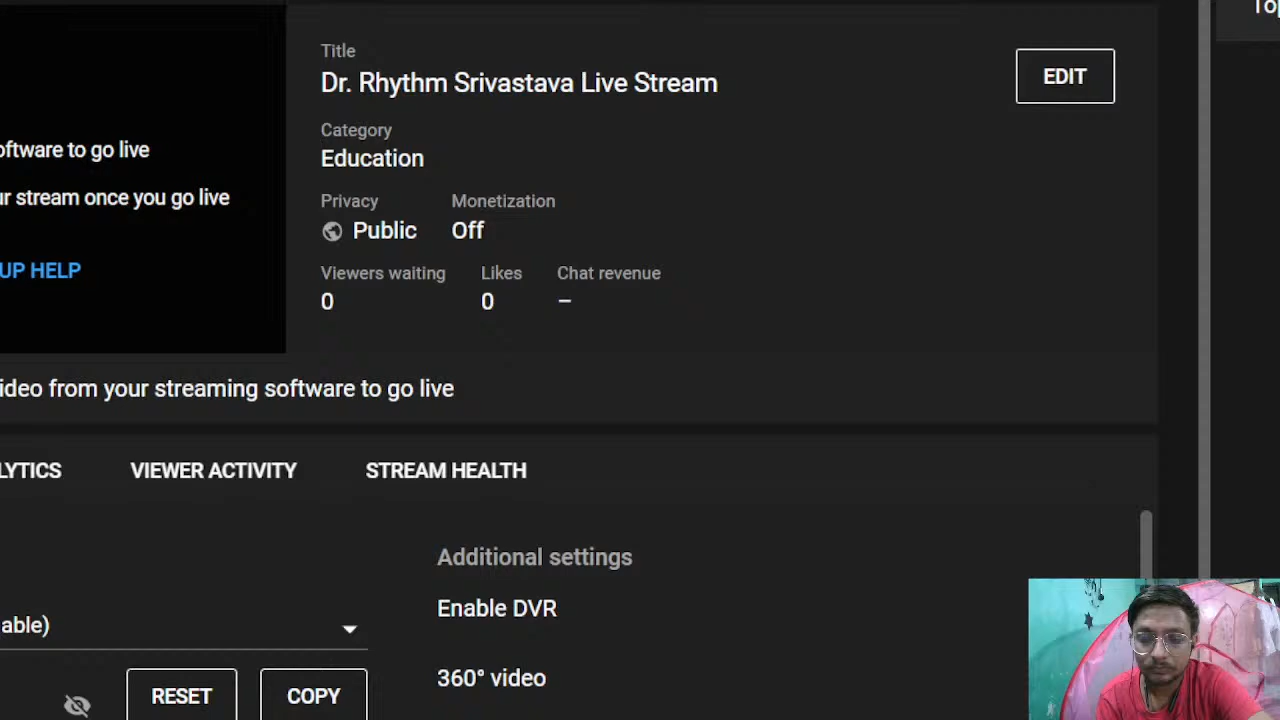 Top
Title
Dr. Rhythm Srivastava Live Stream
EDIT
Category
oftware to go live
Education
ur stream once you go live
Privacy
Monetization
Public
Off
UP HELP
Viewers waiting
Likes
Chat revenue
0
0
–
ideo from your streaming software to go live
LYTICS
VIEWER ACTIVITY
STREAM HEALTH
Additional settings
Enable DVR
able)
360° video
RESET
COPY